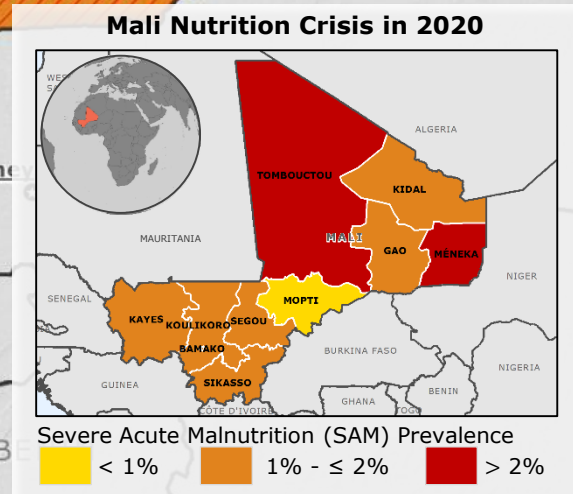 Mali Nutrition Crisis in 2020
ALGERIA
TOMBOUCTOU
KIDAL
MALI
MAURITANIA
GAO
MÉNEKA
NIGER
SENEGAL
MOPTI
KAYES
KOULIKORO
SEGOU
BAMAKO
BURKINA FASO
SIKASSO
GUINEA
BENIN
NIGERIA
GHANA
CÔTE D'IVOIRE
TOGO
Severe Acute Malnutrition (SAM) Prevalence
< 1% 1% - ≤ 2% > 2%